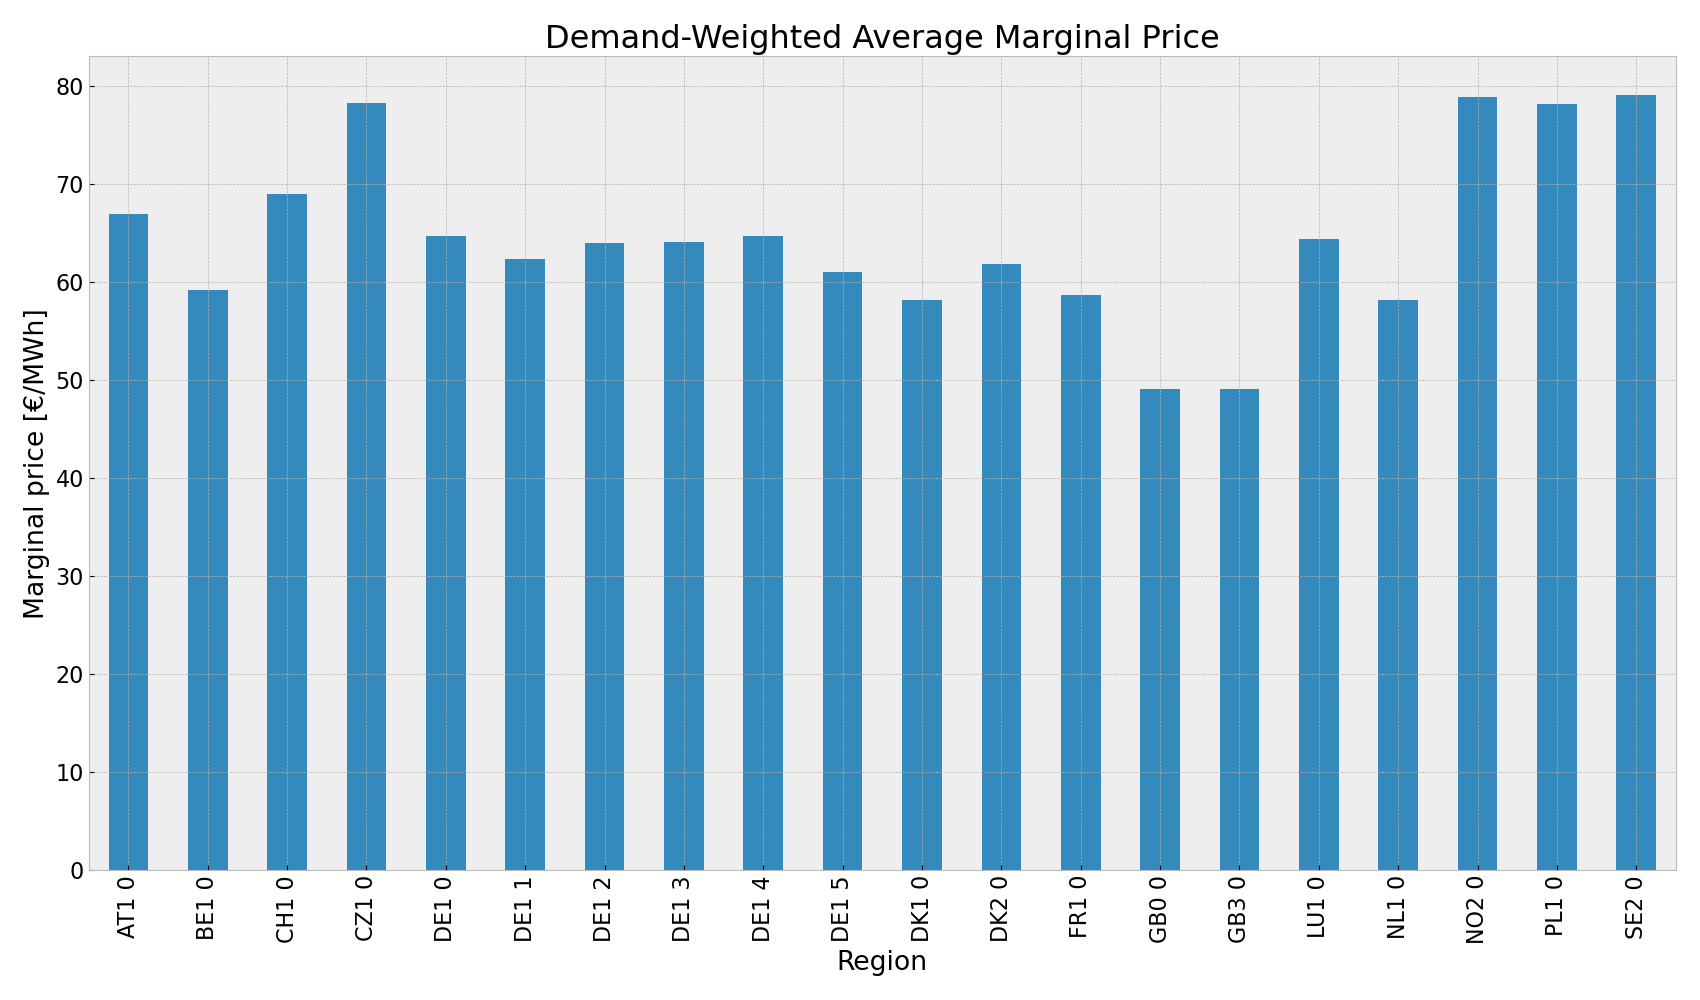 Demand-Weighted Average Marginal Price
Marginal price [€/MWh]
80
70
60
50
40
30
20
10
0
AT1 0
BE1 0
CH1 0
CZ1 0
DE1 0
DE1 1
DE1 2
DE1 3
DE1 4
DE1 5
DK1 0
DK2 0
FR1 0
GB0 0
GB3 0
LU1 0
NL1 0
NO2 0
PL1 0
SE2 0
Region